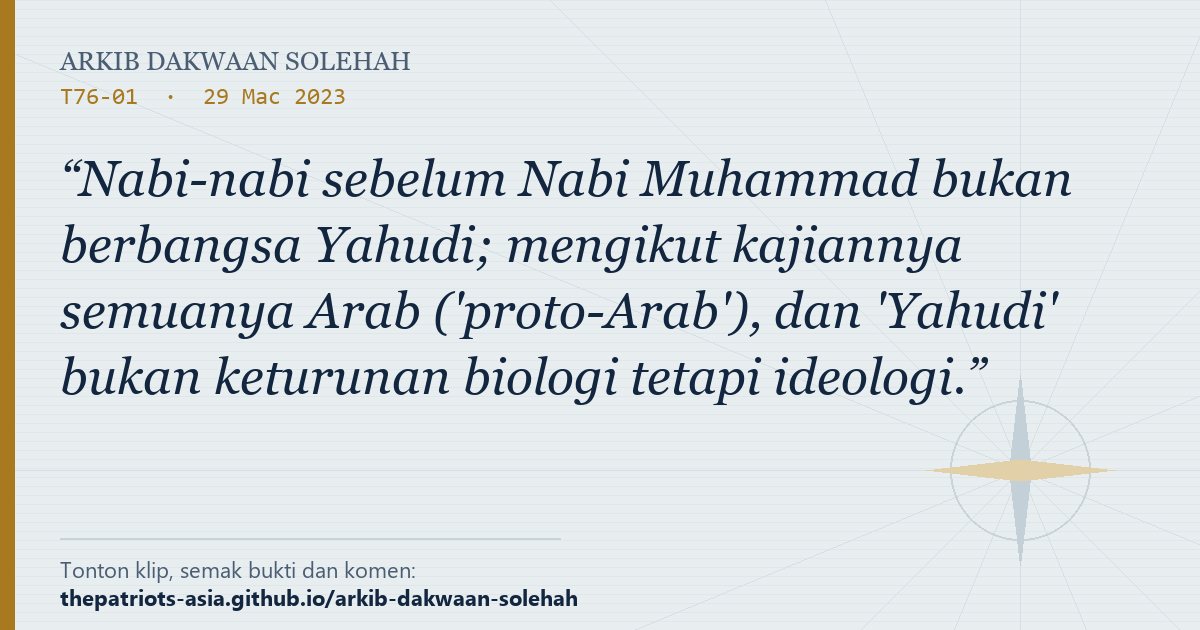 ARKIB DAKWAAN SOLEHAH
T76-01 · 29 Mac 2023
“Nabi-nabi sebelum Nabi Muhammad bukan
berbangsa Yahudi; mengikut kajiannya
semuanya Arab ('proto-Arab'), dan 'Yahudi'
bukan keturunan biologi tetapi ideologi.”
Tonton klip, semak bukti dan komen:
thepatriots-asia.github.io/arkib-dakwaan-solehah